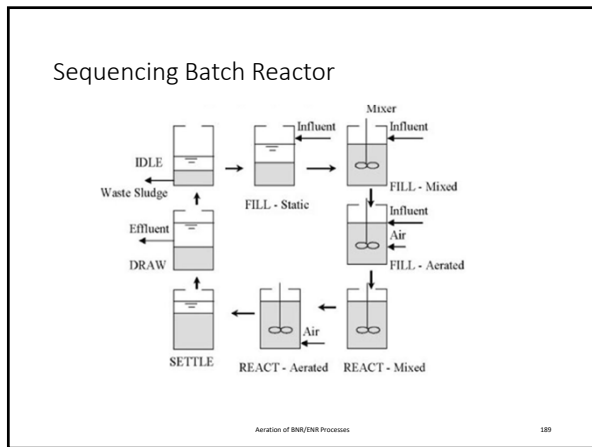 Sequencing Batch Reactor
Mixer
Influent
Influent
IDLE
Waste Sludge
FILL - Static
FILL - Mixed
Influent
Effluent
Air
DRAW
FILL - Aerated
Air
SETTLE
REACT - Aerated
REACT - Mixed
Aeration of BNR/ENR Processes
189